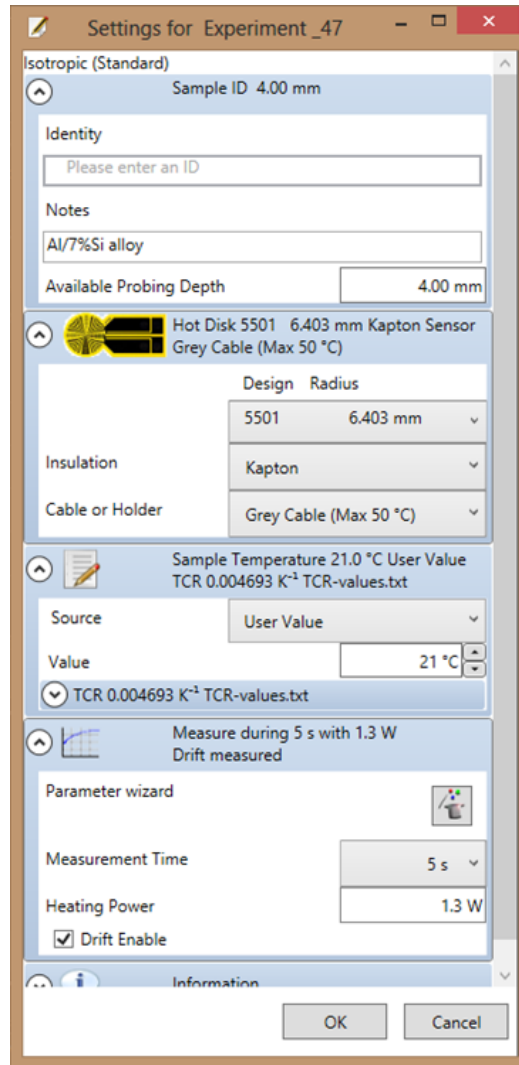 Settings for Experiment _47
Isotropic (Standard)
Sample ID 4.00 mm
Identity
Please enter an ID
Notes
Al/7%Si alloy
Available Probing Depth 4.00 mm
Hot Disk 5501 6.403 mm Kapton Sensor
Grey Cable (Max 50 °C)
Design Radius
5501 6.403 mm
Insulation Kapton
Cable or Holder Grey Cable (Max 50 °C)
Sample Temperature 21.0 °C User Value
TCR 0.004693 K⁻¹ TCR-values.txt
Source User Value
Value 21 °C
TCR 0.004693 K⁻¹ TCR-values.txt
Measure during 5 s with 1.3 W
Drift measured
Parameter wizard
Measurement Time 5 s
Heating Power 1.3 W
Drift Enable
Information
OK Cancel